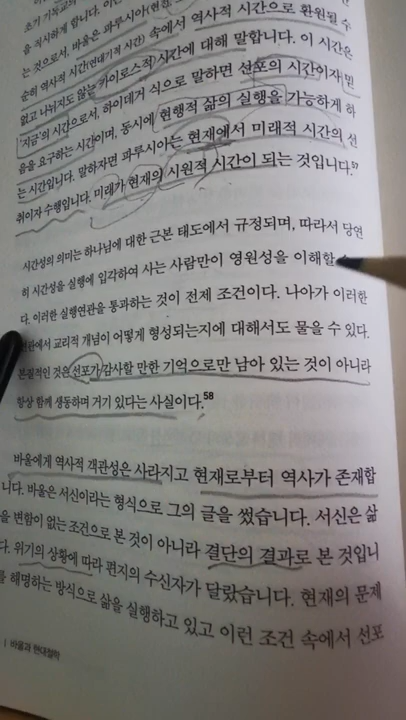 초기 기독교의
을 직시하게 합니다. 이런
는 것으로서, 바울은 파루시아(현
순히 역사적 시간(연대기적 시간) 속에서 역사적 시간으로 환원될 수
없고 나뉘지도 않는 카이로스적 시간에 대해 말합니다. 이 시간은
'지금'의 시간으로서, 하이데거 식으로 말하면 선포의 시간이자 믿
음을 요구하는 시간이며, 동시에 현행적 삶의 실행을 가능하게 하
는 시간입니다. 말하자면 파루시아는 현재에서 미래적 시간의 선
취이자 수행입니다. 미래가 현재의 시원적 시간이 되는 것입니다.57
시간성의 의미는 하나님에 대한 근본 태도에서 규정되며, 따라서 당연
히 시간성을 실행에 입각하여 사는 사람만이 영원성을 이해할
다. 이러한 실행연관을 통과하는 것이 전제 조건이다. 나아가 이러한
연관에서 교리적 개념이 어떻게 형성되는지에 대해서도 물을 수 있다.
본질적인 것은 선포가 감사할 만한 기억으로만 남아 있는 것이 아니라
항상 함께 생동하며 거기 있다는 사실이다.58
바울에게 역사적 객관성은 사라지고 현재로부터 역사가 존재합
니다. 바울은 서신이라는 형식으로 그의 글을 썼습니다. 서신은 삶
을 변함이 없는 조건으로 본 것이 아니라 결단의 결과로 본 것입니
다. 위기의 상황에 따라 편지의 수신자가 달랐습니다. 현재의 문제
를 해명하는 방식으로 삶을 실행하고 있고 이런 조건 속에서 선포
| 바울과 현대철학